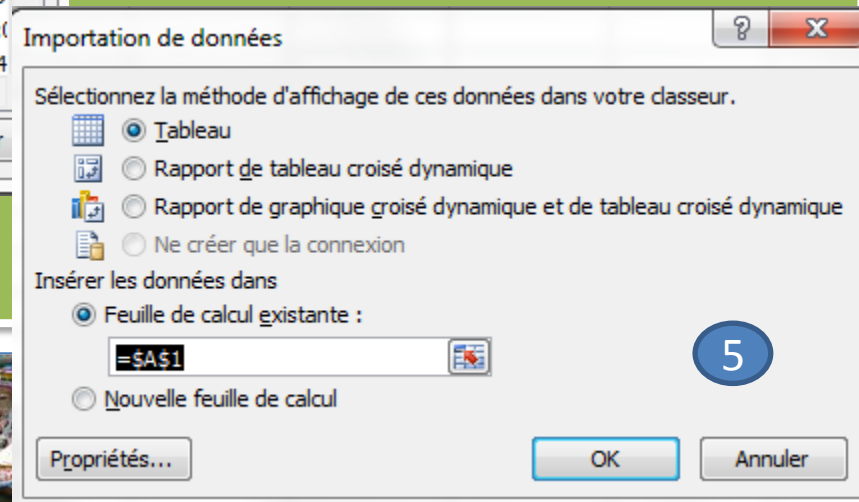 Importation de données
Sélectionnez la méthode d'affichage de ces données dans votre classeur.
Tableau
Rapport de tableau croisé dynamique
Rapport de graphique croisé dynamique et de tableau croisé dynamique
Ne créer que la connexion
Insérer les données dans
Feuille de calcul existante :
=$A$1
5
Nouvelle feuille de calcul
Propriétés...
OK
Annuler